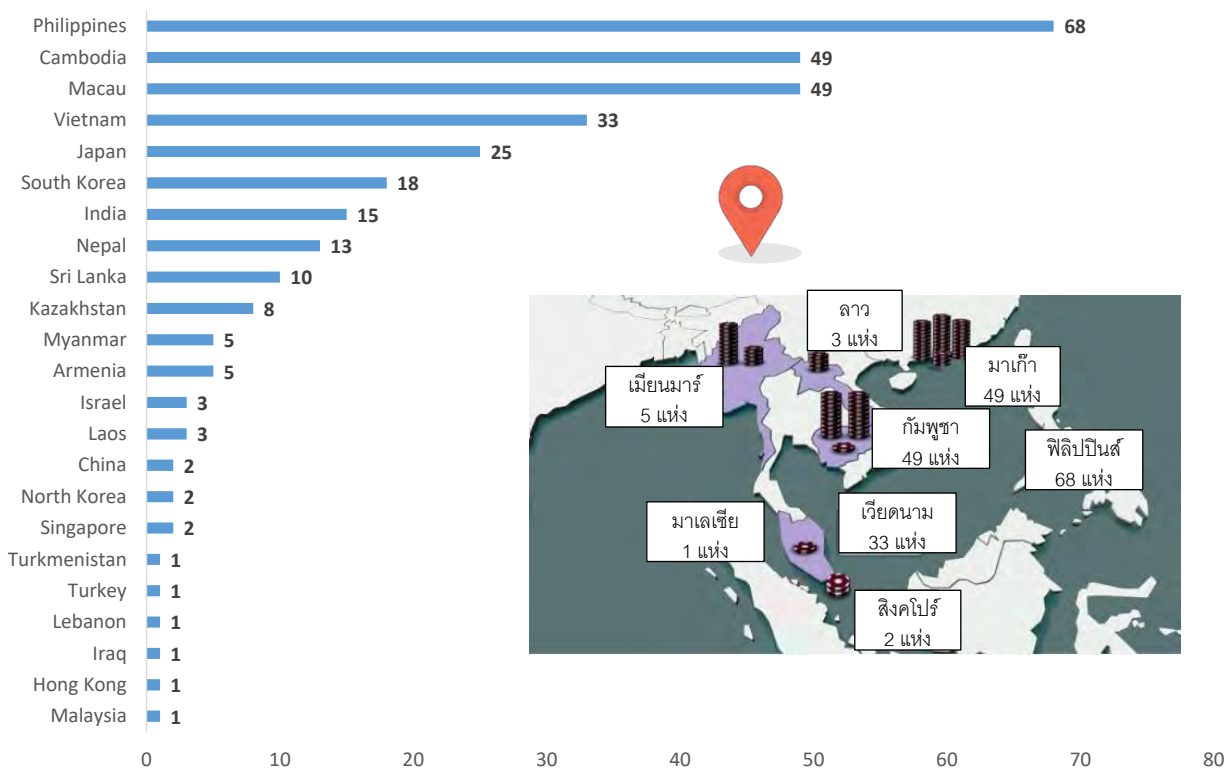 Philippines 68
Cambodia 49
Macau 49
Vietnam 33
Japan 25
South Korea 18
India 15
Nepal 13
Sri Lanka 10
Kazakhstan 8
Myanmar 5
Armenia 5
Israel 3
Laos 3
China 2
North Korea 2
Singapore 2
Turkmenistan 1
Turkey 1
Lebanon 1
Iraq 1
Hong Kong 1
Malaysia 1
0 10 20 30 40 50 60 70 80
ลาว
3 แห่ง
เมียนมาร์
5 แห่ง
มาเก๊า
49 แห่ง
กัมพูชา
49 แห่ง
ฟิลิปปินส์
68 แห่ง
มาเลเซีย
1 แห่ง
เวียดนาม
33 แห่ง
สิงคโปร์
2 แห่ง